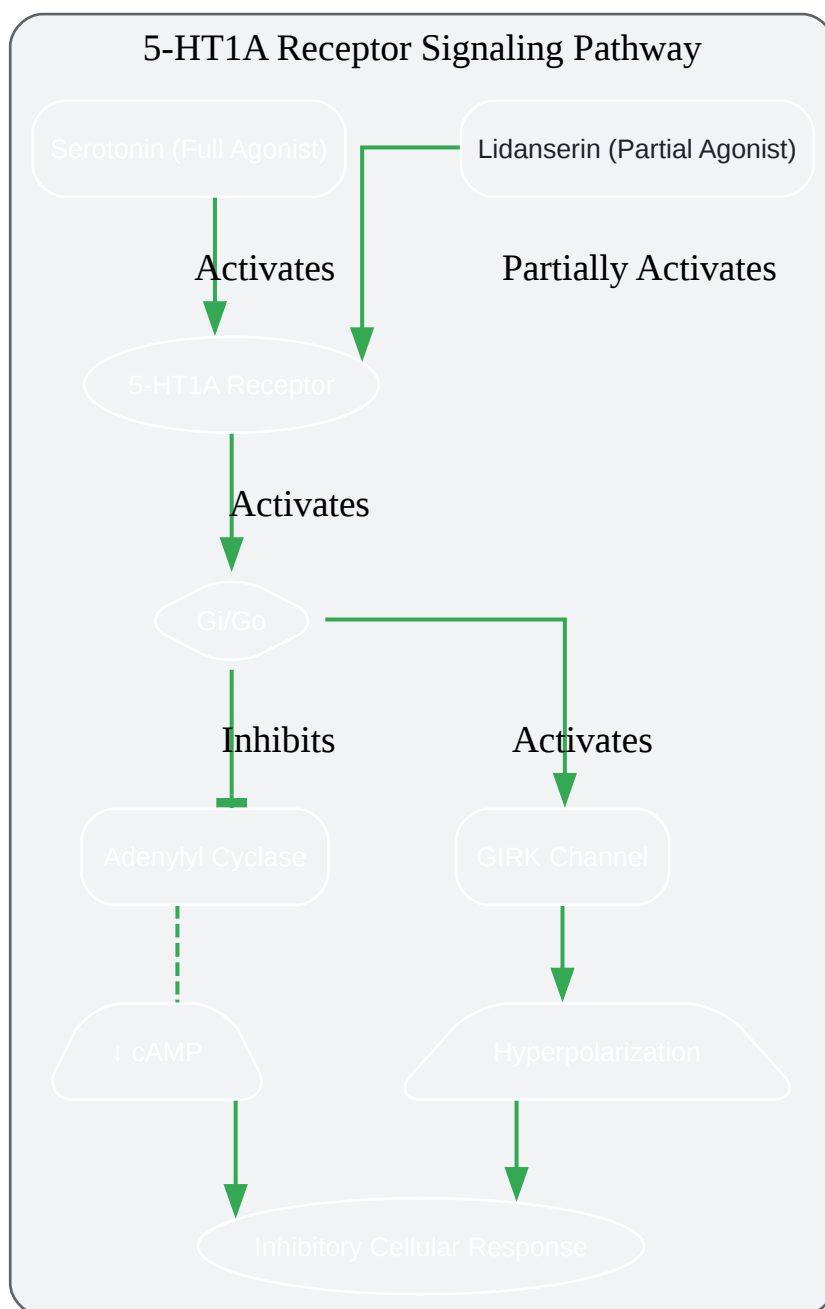 5-HT1A Receptor Signaling Pathway
Serotonin (Full Agonist)
Lidanserin (Partial Agonist)
Activates
Partially Activates
5-HT1A Receptor
Activates
Gi/Go
Inhibits
Activates
Adenylyl Cyclase
GIRK Channel
↓ cAMP
Hyperpolarization
Inhibitory Cellular Response